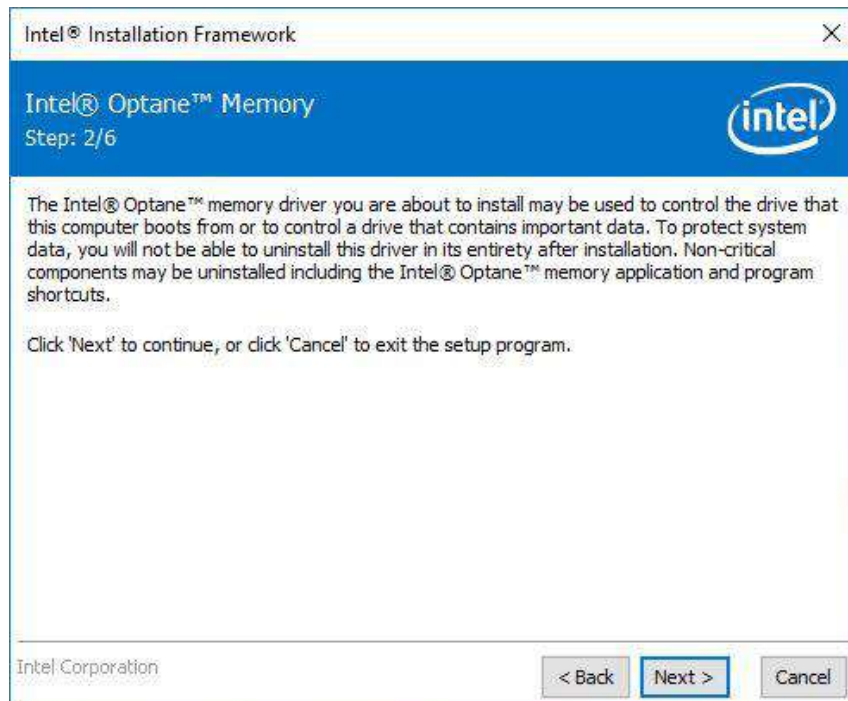 Intel® Installation Framework
Intel® Optane™ Memory
Step: 2/6
intel
The Intel® Optane™ memory driver you are about to install may be used to control the drive that
this computer boots from or to control a drive that contains important data. To protect system
data, you will not be able to uninstall this driver in its entirety after installation. Non-critical
components may be uninstalled including the Intel® Optane™ memory application and program
shortcuts.
Click 'Next' to continue, or click 'Cancel' to exit the setup program.
Intel Corporation
< Back
Next >
Cancel